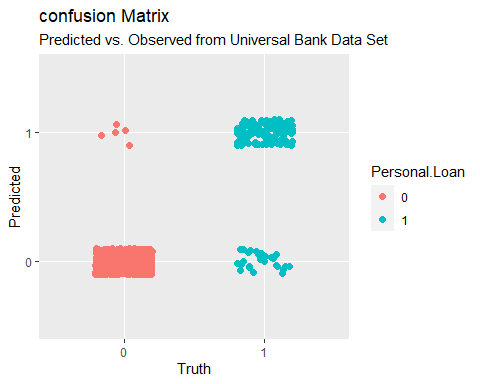 confusion Matrix
Predicted vs. Observed from Universal Bank Data Set
1
0
Predicted
0
1
Truth
Personal.Loan
0
1